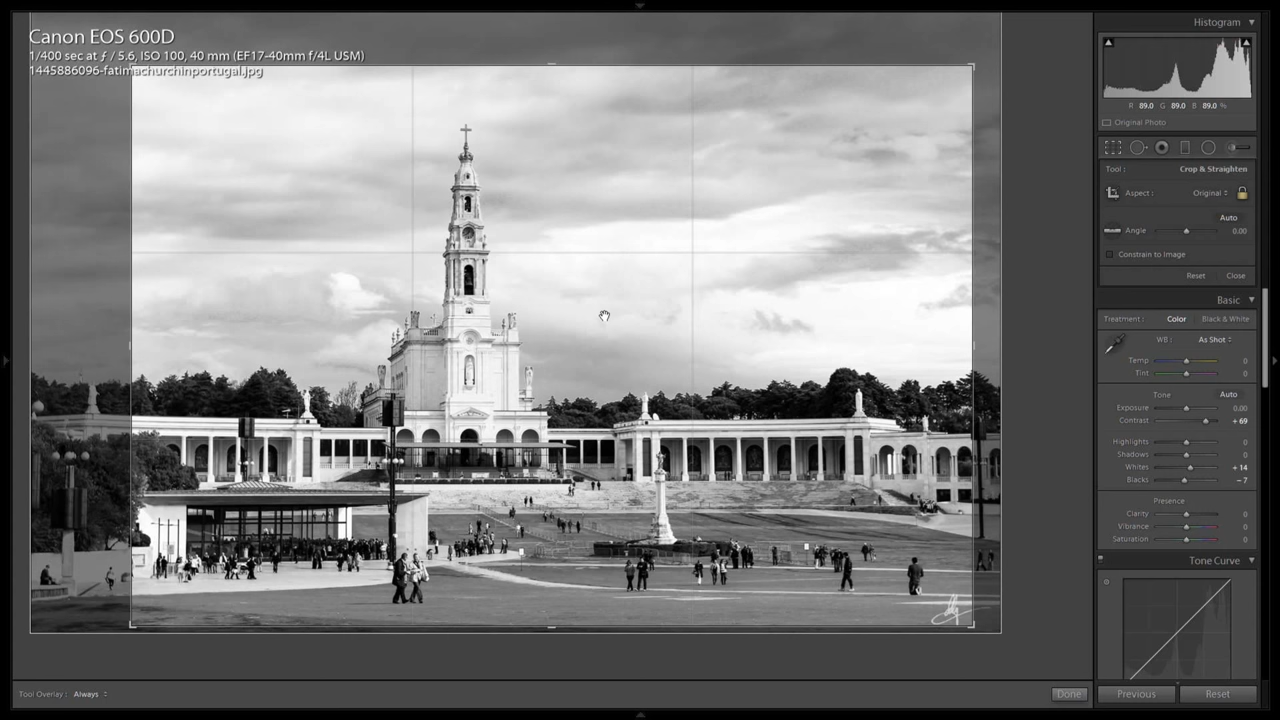 Canon EOS 600D
1/400 sec at ƒ / 5.6, ISO 100, 40 mm (EF17-40mm f/4L USM)
1445886096-fatimachurchinportugal.jpg
Histogram
R 89.0 G 89.0 B 89.0 %
Original Photo
Tool : Crop & Straighten
Aspect : Original
Auto
Angle 0.00
Constrain to Image
Reset Close
Basic
Treatment : Color Black & White
WB : As Shot
Temp 0
Tint 0
Tone Auto
Exposure 0.00
Contrast + 69
Highlights 0
Shadows 0
Whites + 14
Blacks - 7
Presence
Clarity 0
Vibrance 0
Saturation 0
Tone Curve
Tool Overlay : Always
Done
Previous Reset